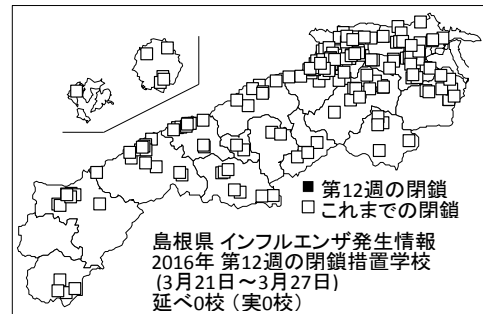 ■ 第12週の閉鎖
□ これまでの閉鎖
島根県 インフルエンザ発生情報
2016年 第12週の閉鎖措置学校
(3月21日～3月27日)
延べ0校 （実0校）